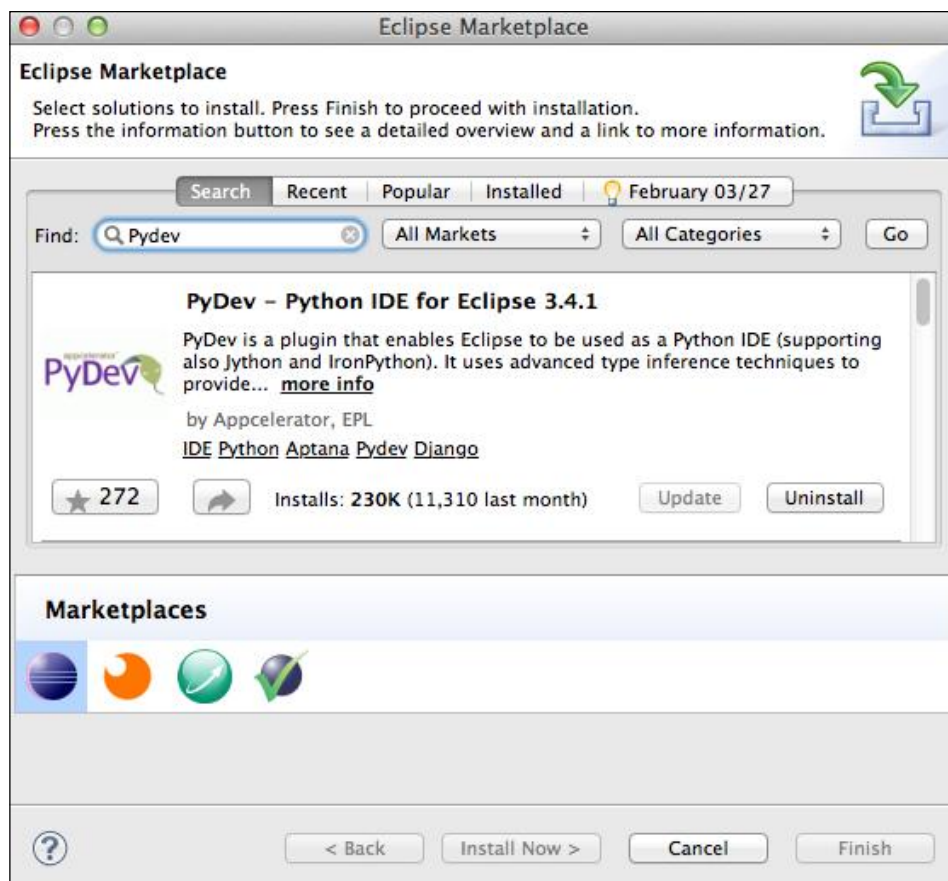 Eclipse Marketplace
Eclipse Marketplace
Select solutions to install. Press Finish to proceed with installation.
Press the information button to see a detailed overview and a link to more information.
Search Recent Popular Installed February 03/27
Find: Pydev All Markets All Categories Go
PyDev – Python IDE for Eclipse 3.4.1
PyDev is a plugin that enables Eclipse to be used as a Python IDE (supporting
also Jython and IronPython). It uses advanced type inference techniques to
provide... more info
appcelerator
PyDev
by Appcelerator, EPL
IDE Python Aptana Pydev Django
272 Installs: 230K (11,310 last month) Update Uninstall
Marketplaces
? < Back Install Now > Cancel Finish